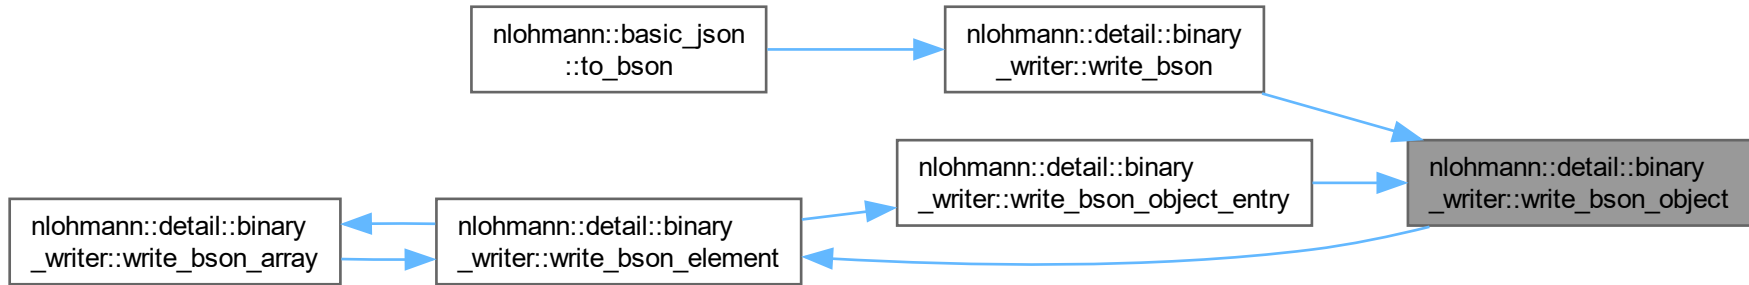 nlohmann::basic_json
::to_bson
nlohmann::detail::binary
_writer::write_bson
nlohmann::detail::binary
_writer::write_bson_object_entry
nlohmann::detail::binary
_writer::write_bson_object
nlohmann::detail::binary
_writer::write_bson_array
nlohmann::detail::binary
_writer::write_bson_element